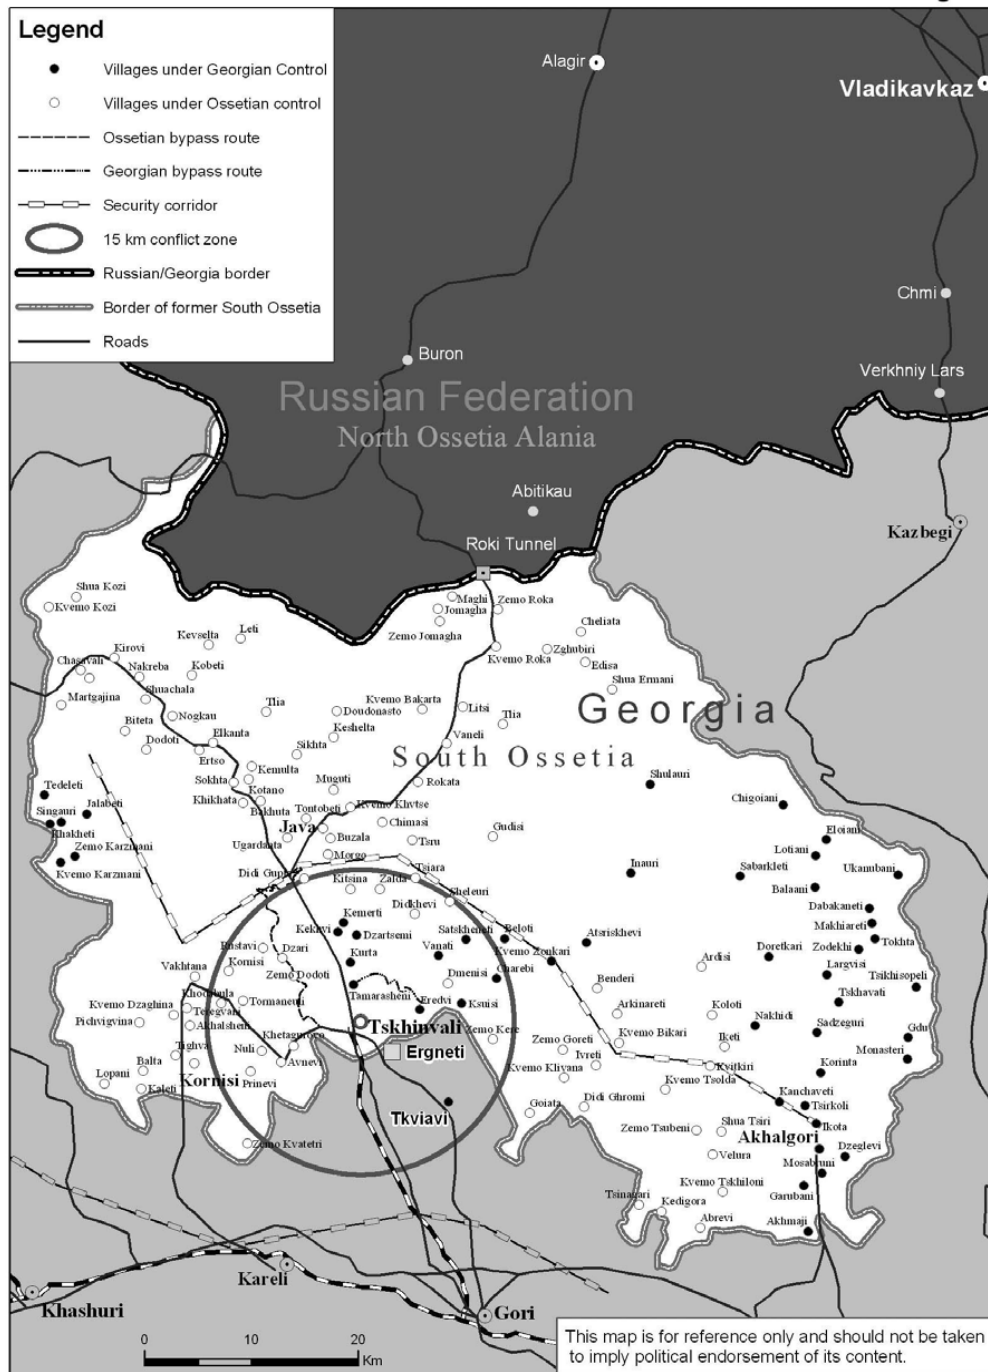 Legend
Villages under Georgian Control
Villages under Ossetian control
Ossetian bypass route
Georgian bypass route
Security corridor
15 km conflict zone
Russian/Georgia border
Border of former South Ossetia
Roads
Alagir
Vladikavkaz
Chmi
Buron
Verkhniy Lars
Russian Federation
North Ossetia Alania
Abitikau
Kazbegi
Roki Tunnel
Shua Kozi
Kvemo Kozi
Maghi
Jomagha
Zemo Roka
Zemo Jomagha
Cheliata
Leti
Kevselta
Kirovi
Chasavali
Nakreba
Kobeti
Kvemo Roka
Zghubiri
Edisa
Shua Ermani
Martgajina
Shuachala
Nogkau
Tlia
Kvemo Bakarta
Doudonasto
Litsi
Tlia
Georgia
Biteta
Dodoti
Elkanta
Ertso
Keshelta
Sikhta
Vaneli
South Ossetia
Kemulta
Sokhta
Kotano
Muguti
Rokata
Shulauri
Tedeleti
Singauri
Jalabeti
Khakheti
Zemo Karzmani
Kvemo Karzmani
Khikhata
Bakhuta
Tontobeti
Kvemo Khvtse
Chigoiani
Java
Chimasi
Ugardanta
Buzala
Tsru
Gudisi
Morgo
Eloiani
Lotiani
Ukanubani
Didi Gupt
Tsiara
Kitsina
Zalda
Sheleuri
Inauri
Sabarkleti
Balaani
Didkhevi
Kemerti
Kekhvi
Dzartsemi
Satskheneti
Beloti
Atsriskhevi
Dabakaneti
Makhiareti
Tokhta
Rustavi
Dzari
Kurta
Vanati
Kvemo Zonkari
Doretkari
Zodekhi
Kornisi
Vakhtana
Zemo Dodoti
Dmenisi
Charebi
Ardisi
Benderi
Largvisi
Tsikhisopeli
Khodabula
Tormaneuli
Tamarasheni
Eredvi
Ksuisi
Tskhavati
Kvemo Dzaghina
Teregvani
Pichvigvina
Akhalsheni
Arkinareti
Koloti
Nakhidi
Khetagurovo
Tskhinvali
Zemo Kere
Kvemo Bikari
Iketi
Sadzeguri
Gdu
Ergneti
Tighva
Nuli
Avnevi
Zemo Goreti
Ivreti
Kvitkiri
Monasteri
Balta
Kornisi
Prinevi
Kvemo Kliyana
Korinta
Lopani
Kaleti
Kvemo Tsolda
Kanchaveti
Tkviavi
Goiata
Didi Ghromi
Tsirkoli
Ikota
Zemo Tsubeni
Shua Tsiri
Akhalgori
Zemo Kvatetri
Velura
Dzeglevi
Mosabruni
Kvemo Tskhiloni
Garubani
Tsinagari
Kedigora
Abrevi
Akhmaji
Kareli
Khashuri
Gori
0 10 20
Km
This map is for reference only and should not be taken
to imply political endorsement of its content.